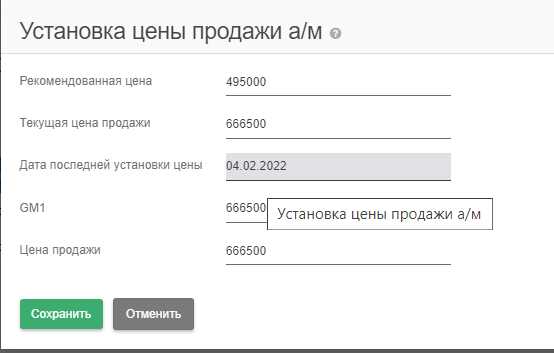 Установка цены продажи а/м ?
Рекомендованная цена 495000
Текущая цена продажи 666500
Дата последней установки цены 04.02.2022
GM1 666500
Установка цены продажи а/м
Цена продажи 666500
Сохранить Отменить